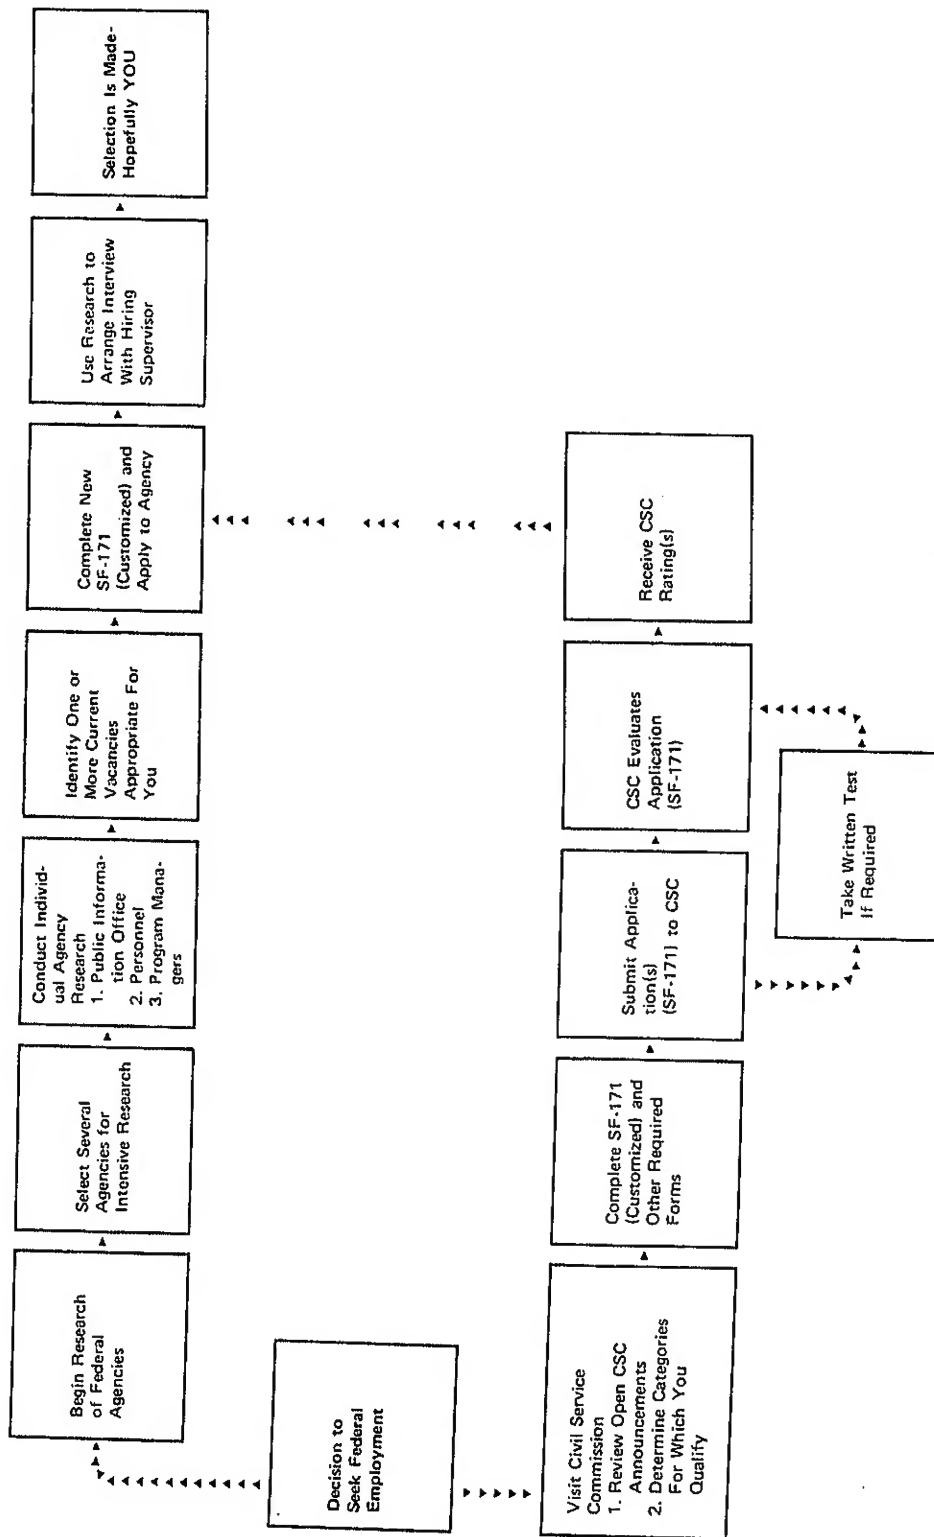 Decision to
Seek Federal
Employment
Begin Research
of Federal
Agencies
Select Several
Agencies for
Intensive Research
Conduct Individ-
ual Agency
Research
1. Public Informa-
tion Office
2. Personnel
3. Program Mana-
gers
Identify One or
More Current
Vacancies
Appropriate For
You
Complete New
SF-171
(Customized) and
Apply to Agency
Use Research to
Arrange Interview
With Hiring
Supervisor
Selection Is Made-
Hopefully YOU
Visit Civil Service
Commission
1. Review Open CSC
Announcements
2. Determine Categories
For Which You
Qualify
Complete SF-171
(Customized) and
Other Required
Forms
Submit Applica-
tion(s)
(SF-171) to CSC
Take Written Test
If Required
CSC Evaluates
Application
(SF-171)
Receive CSC
Rating(s)